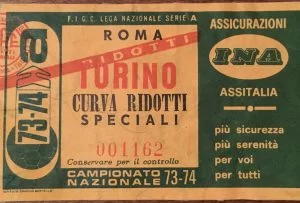 F.I.G.C. LEGA NAZIONALE SERIE A
ROMA
RIDOTTI
TORINO
CURVA RIDOTTI
SPECIALI
001162
Conservare per il controllo
CAMPIONATO
NAZIONALE 73-74
73-74
ASSICURAZIONI
INA
ASSITALIA
più sicurezza
più serenità
per voi
per tutti